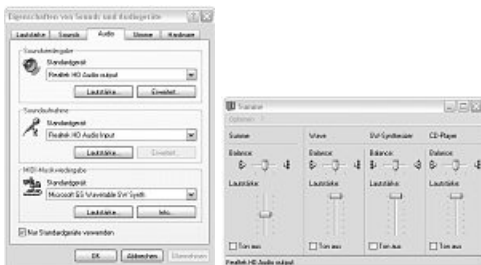 Eigenschaften von Sounds und Audiogeräte
Lautstärke Sounds Audio Stimme Hardware
Soundwiedergabe
Standardgerät:
Realtek HD Audio output
Lautstärke... Erweitert...
Soundaufnahme
Standardgerät:
Realtek HD Audio Input
Lautstärke... Erweitert...
MIDI-Musikwiedergabe
Standardgerät:
Microsoft GS Wavetable SW Synth
Lautstärke... Info...
Nur Standardgeräte verwenden
OK Abbrechen Übernehmen
Summe
Optionen ?
Summe Wave SW-Synthesizer CD-Player
Balance: Balance: Balance: Balance:
Lautstärke: Lautstärke: Lautstärke: Lautstärke:
Ton aus Ton aus Ton aus Ton aus
Realtek HD Audio output